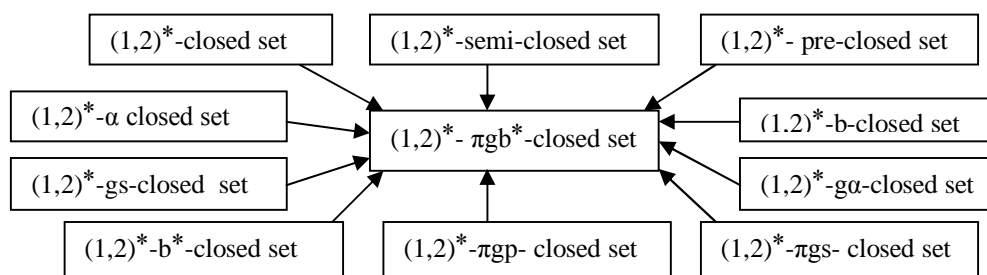 (1,2)*-closed set
(1,2)*-semi-closed set
(1,2)*- pre-closed set
(1,2)*-α closed set
(1,2)*- πgb*-closed set
(1,2)*-b-closed set
(1,2)*-gs-closed set
(1,2)*-gα-closed set
(1,2)*-b*-closed set
(1,2)*-πgp- closed set
(1,2)*-πgs- closed set